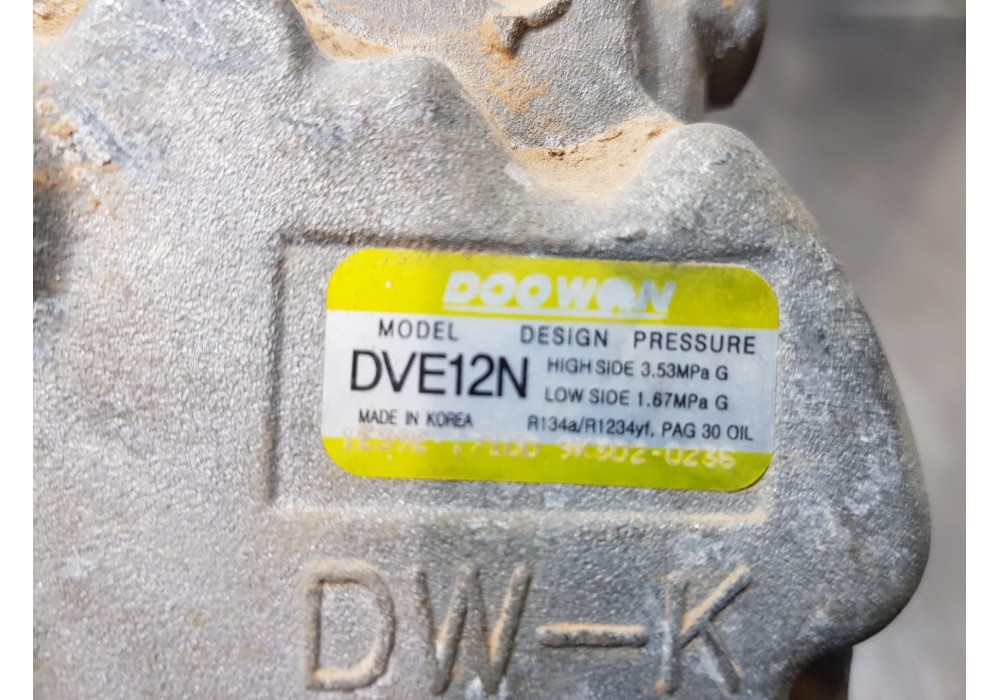 DOOWON
MODEL DESIGN PRESSURE
DVE12N HIGH SIDE 3.53MPa G
LOW SIDE 1.67MPa G
MADE IN KOREA R134a/R1234yf. PAG 30 OIL
DW-K